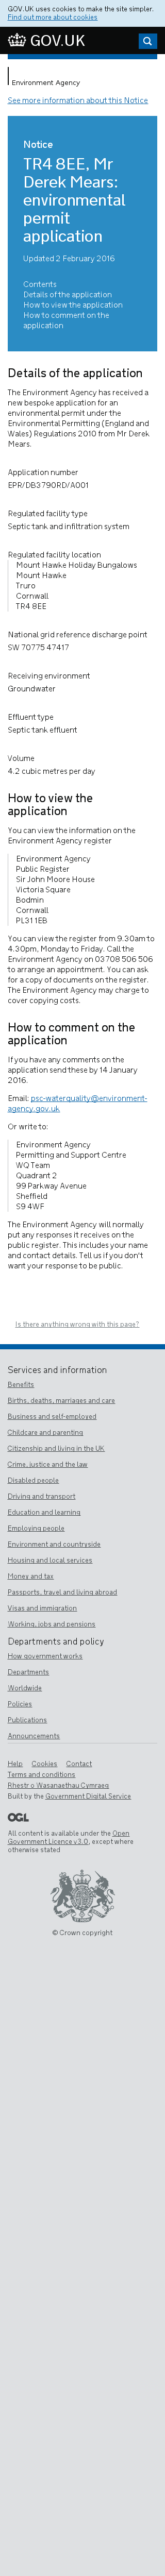 GOV.UK uses cookies to make the site simpler.
Find out more about cookies
GOV.UK
Environment Agency
See more information about this Notice
Notice
TR4 8EE, Mr
Derek Mears:
environmental
permit
application
Updated 2 February 2016
Contents
Details of the application
How to view the application
How to comment on the
application
Details of the application
The Environment Agency has received a
new bespoke application for an
environmental permit under the
Environmental Permitting (England and
Wales) Regulations 2010 from Mr Derek
Mears.
Application number
EPR/DB3790RD/A001
Regulated facility type
Septic tank and infiltration system
Regulated facility location
Mount Hawke Holiday Bungalows
Mount Hawke
Truro
Cornwall
TR4 8EE
National grid reference discharge point
SW 70775 47417
Receiving environment
Groundwater
Effluent type
Septic tank effluent
Volume
4.2 cubic metres per day
How to view the
application
You can view the information on the
Environment Agency register
Environment Agency
Public Register
Sir John Moore House
Victoria Square
Bodmin
Cornwall
PL31 1EB
You can view the register from 9.30am to
4.30pm, Monday to Friday. Call the
Environment Agency on 03708 506 506
to arrange an appointment. You can ask
for a copy of documents on the register.
The Environment Agency may charge to
cover copying costs.
How to comment on the
application
If you have any comments on the
application send these by 14 January
2016.
Email: psc-waterquality@environment-
agency.gov.uk
Or write to:
Environment Agency
Permitting and Support Centre
WQ Team
Quadrant 2
99 Parkway Avenue
Sheffield
S9 4WF
The Environment Agency will normally
put any responses it receives on the
public register. This includes your name
and contact details. Tell us if you don't
want your response to be public.
Is there anything wrong with this page?
Services and information
Benefits
Births, deaths, marriages and care
Business and self-employed
Childcare and parenting
Citizenship and living in the UK
Crime, justice and the law
Disabled people
Driving and transport
Education and learning
Employing people
Environment and countryside
Housing and local services
Money and tax
Passports, travel and living abroad
Visas and immigration
Working, jobs and pensions
Departments and policy
How government works
Departments
Worldwide
Policies
Publications
Announcements
Help Cookies Contact
Terms and conditions
Rhestr o Wasanaethau Cymraeg
Built by the Government Digital Service
OGL
All content is available under the Open
Government Licence v3.0, except where
otherwise stated
© Crown copyright